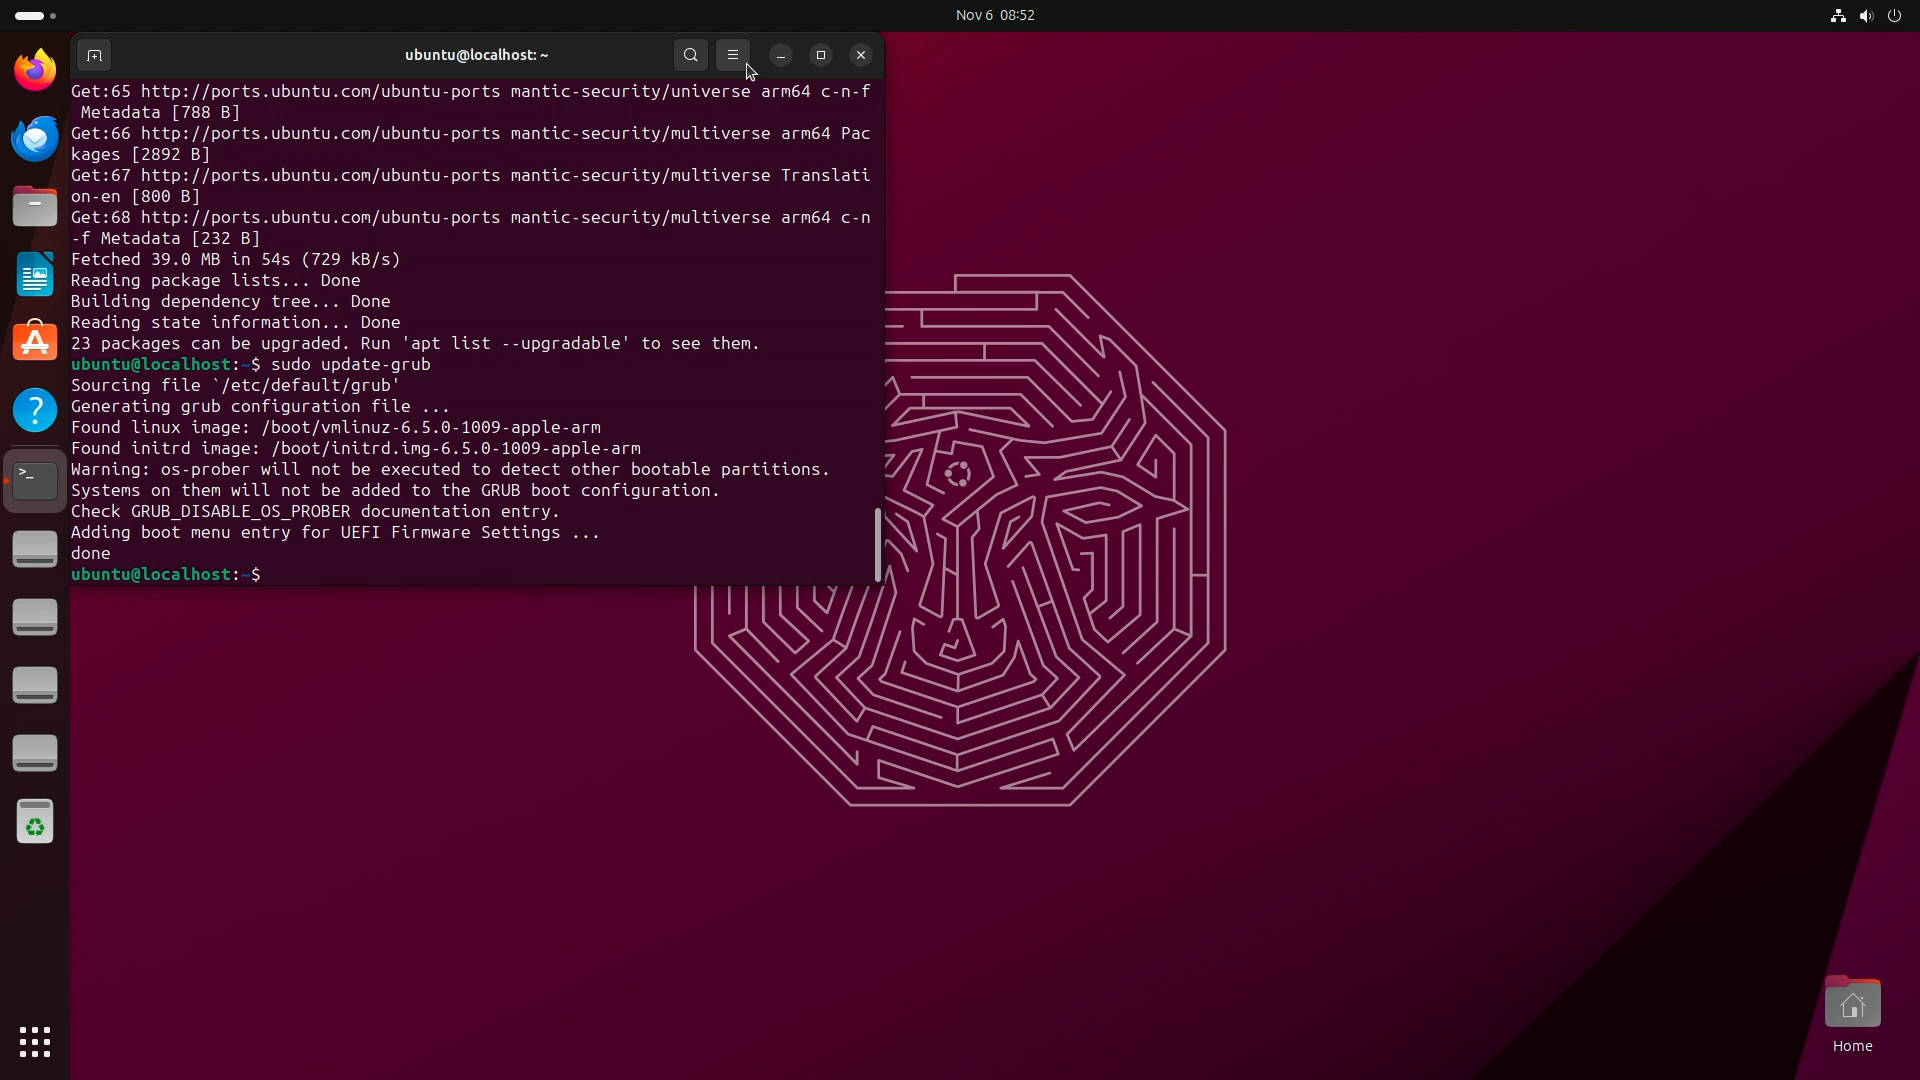 Nov 6 08:52
ubuntu@localhost: ~
Get:65 http://ports.ubuntu.com/ubuntu-ports mantic-security/universe arm64 c-n-f
 Metadata [788 B]
Get:66 http://ports.ubuntu.com/ubuntu-ports mantic-security/multiverse arm64 Pac
kages [2892 B]
Get:67 http://ports.ubuntu.com/ubuntu-ports mantic-security/multiverse Translati
on-en [800 B]
Get:68 http://ports.ubuntu.com/ubuntu-ports mantic-security/multiverse arm64 c-n
-f Metadata [232 B]
Fetched 39.0 MB in 54s (729 kB/s)
Reading package lists... Done
Building dependency tree... Done
Reading state information... Done
23 packages can be upgraded. Run 'apt list --upgradable' to see them.
ubuntu@localhost:~$ sudo update-grub
Sourcing file `/etc/default/grub'
Generating grub configuration file ...
Found linux image: /boot/vmlinuz-6.5.0-1009-apple-arm
Found initrd image: /boot/initrd.img-6.5.0-1009-apple-arm
Warning: os-prober will not be executed to detect other bootable partitions.
Systems on them will not be added to the GRUB boot configuration.
Check GRUB_DISABLE_OS_PROBER documentation entry.
Adding boot menu entry for UEFI Firmware Settings ...
done
ubuntu@localhost:~$
Home